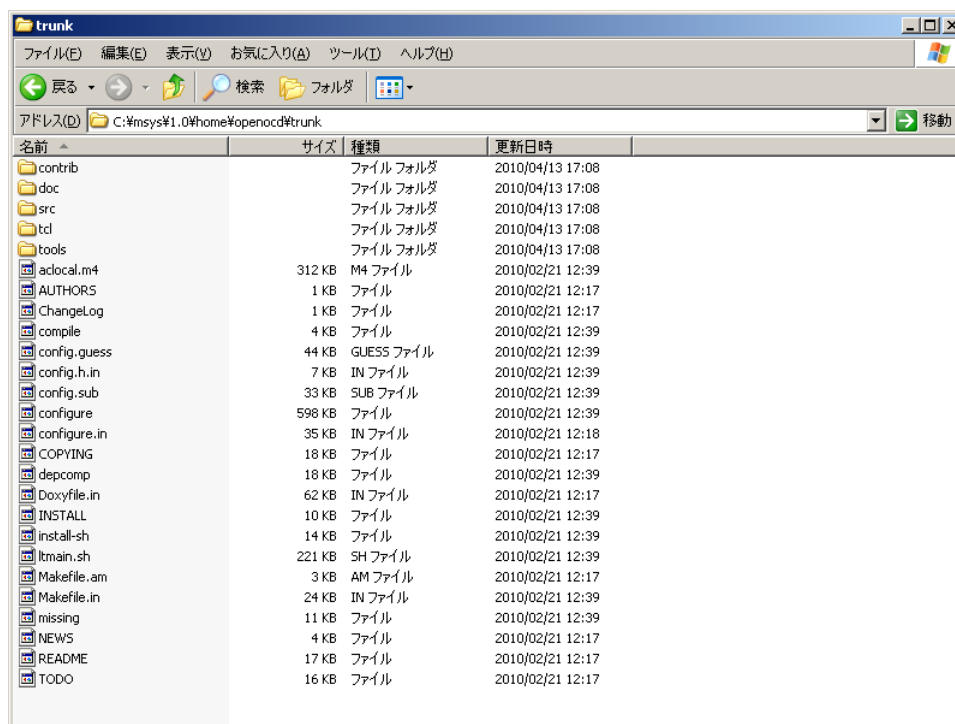 trunk
ファイル(F) 編集(E) 表示(V) お気に入り(A) ツール(T) ヘルプ(H)
戻る 検索 フォルダ
アドレス(D) C:¥msys¥1.0¥home¥openocd¥trunk 移動
名前 サイズ 種類 更新日時
contrib ファイル フォルダ 2010/04/13 17:08
doc ファイル フォルダ 2010/04/13 17:08
src ファイル フォルダ 2010/04/13 17:08
tcl ファイル フォルダ 2010/04/13 17:08
tools ファイル フォルダ 2010/04/13 17:08
aclocal.m4 312 KB M4 ファイル 2010/02/21 12:39
AUTHORS 1 KB ファイル 2010/02/21 12:17
ChangeLog 1 KB ファイル 2010/02/21 12:17
compile 4 KB ファイル 2010/02/21 12:39
config.guess 44 KB GUESS ファイル 2010/02/21 12:39
config.h.in 7 KB IN ファイル 2010/02/21 12:39
config.sub 33 KB SUB ファイル 2010/02/21 12:39
configure 598 KB ファイル 2010/02/21 12:39
configure.in 35 KB IN ファイル 2010/02/21 12:18
COPYING 18 KB ファイル 2010/02/21 12:17
depcomp 18 KB ファイル 2010/02/21 12:39
Doxyfile.in 62 KB IN ファイル 2010/02/21 12:17
INSTALL 10 KB ファイル 2010/02/21 12:39
install-sh 14 KB ファイル 2010/02/21 12:39
ltmain.sh 221 KB SH ファイル 2010/02/21 12:39
Makefile.am 3 KB AM ファイル 2010/02/21 12:17
Makefile.in 24 KB IN ファイル 2010/02/21 12:39
missing 11 KB ファイル 2010/02/21 12:39
NEWS 4 KB ファイル 2010/02/21 12:17
README 17 KB ファイル 2010/02/21 12:17
TODO 16 KB ファイル 2010/02/21 12:17